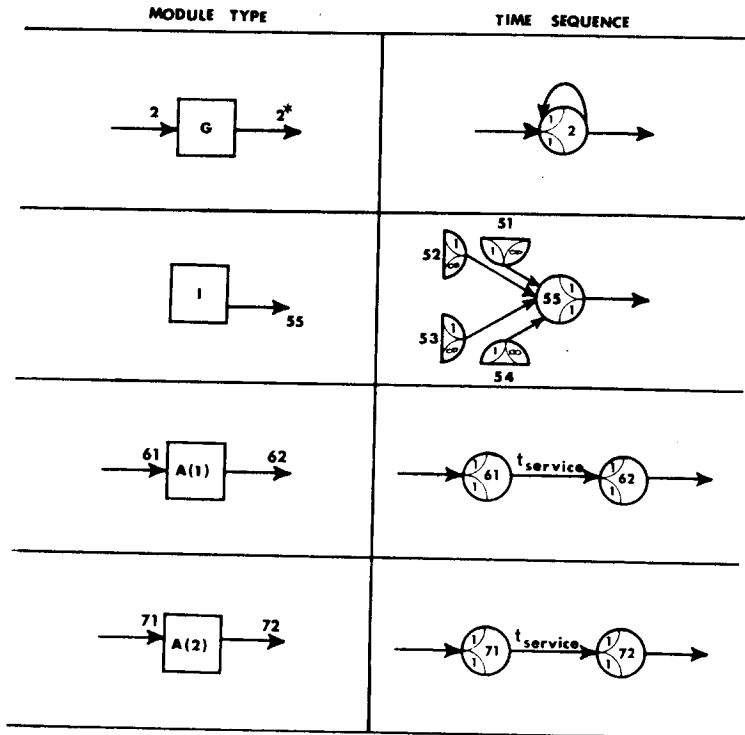 MODULE TYPE TIME SEQUENCE
2 G 2*
1 1 2
I 55
51
52 1 ∞ 1 ∞
55 1 1
53 1 ∞ 1 ∞
54
61 A(1) 62
1 1 61 t service 1 1 62
71 A(2) 72
1 1 71 t service 1 1 72